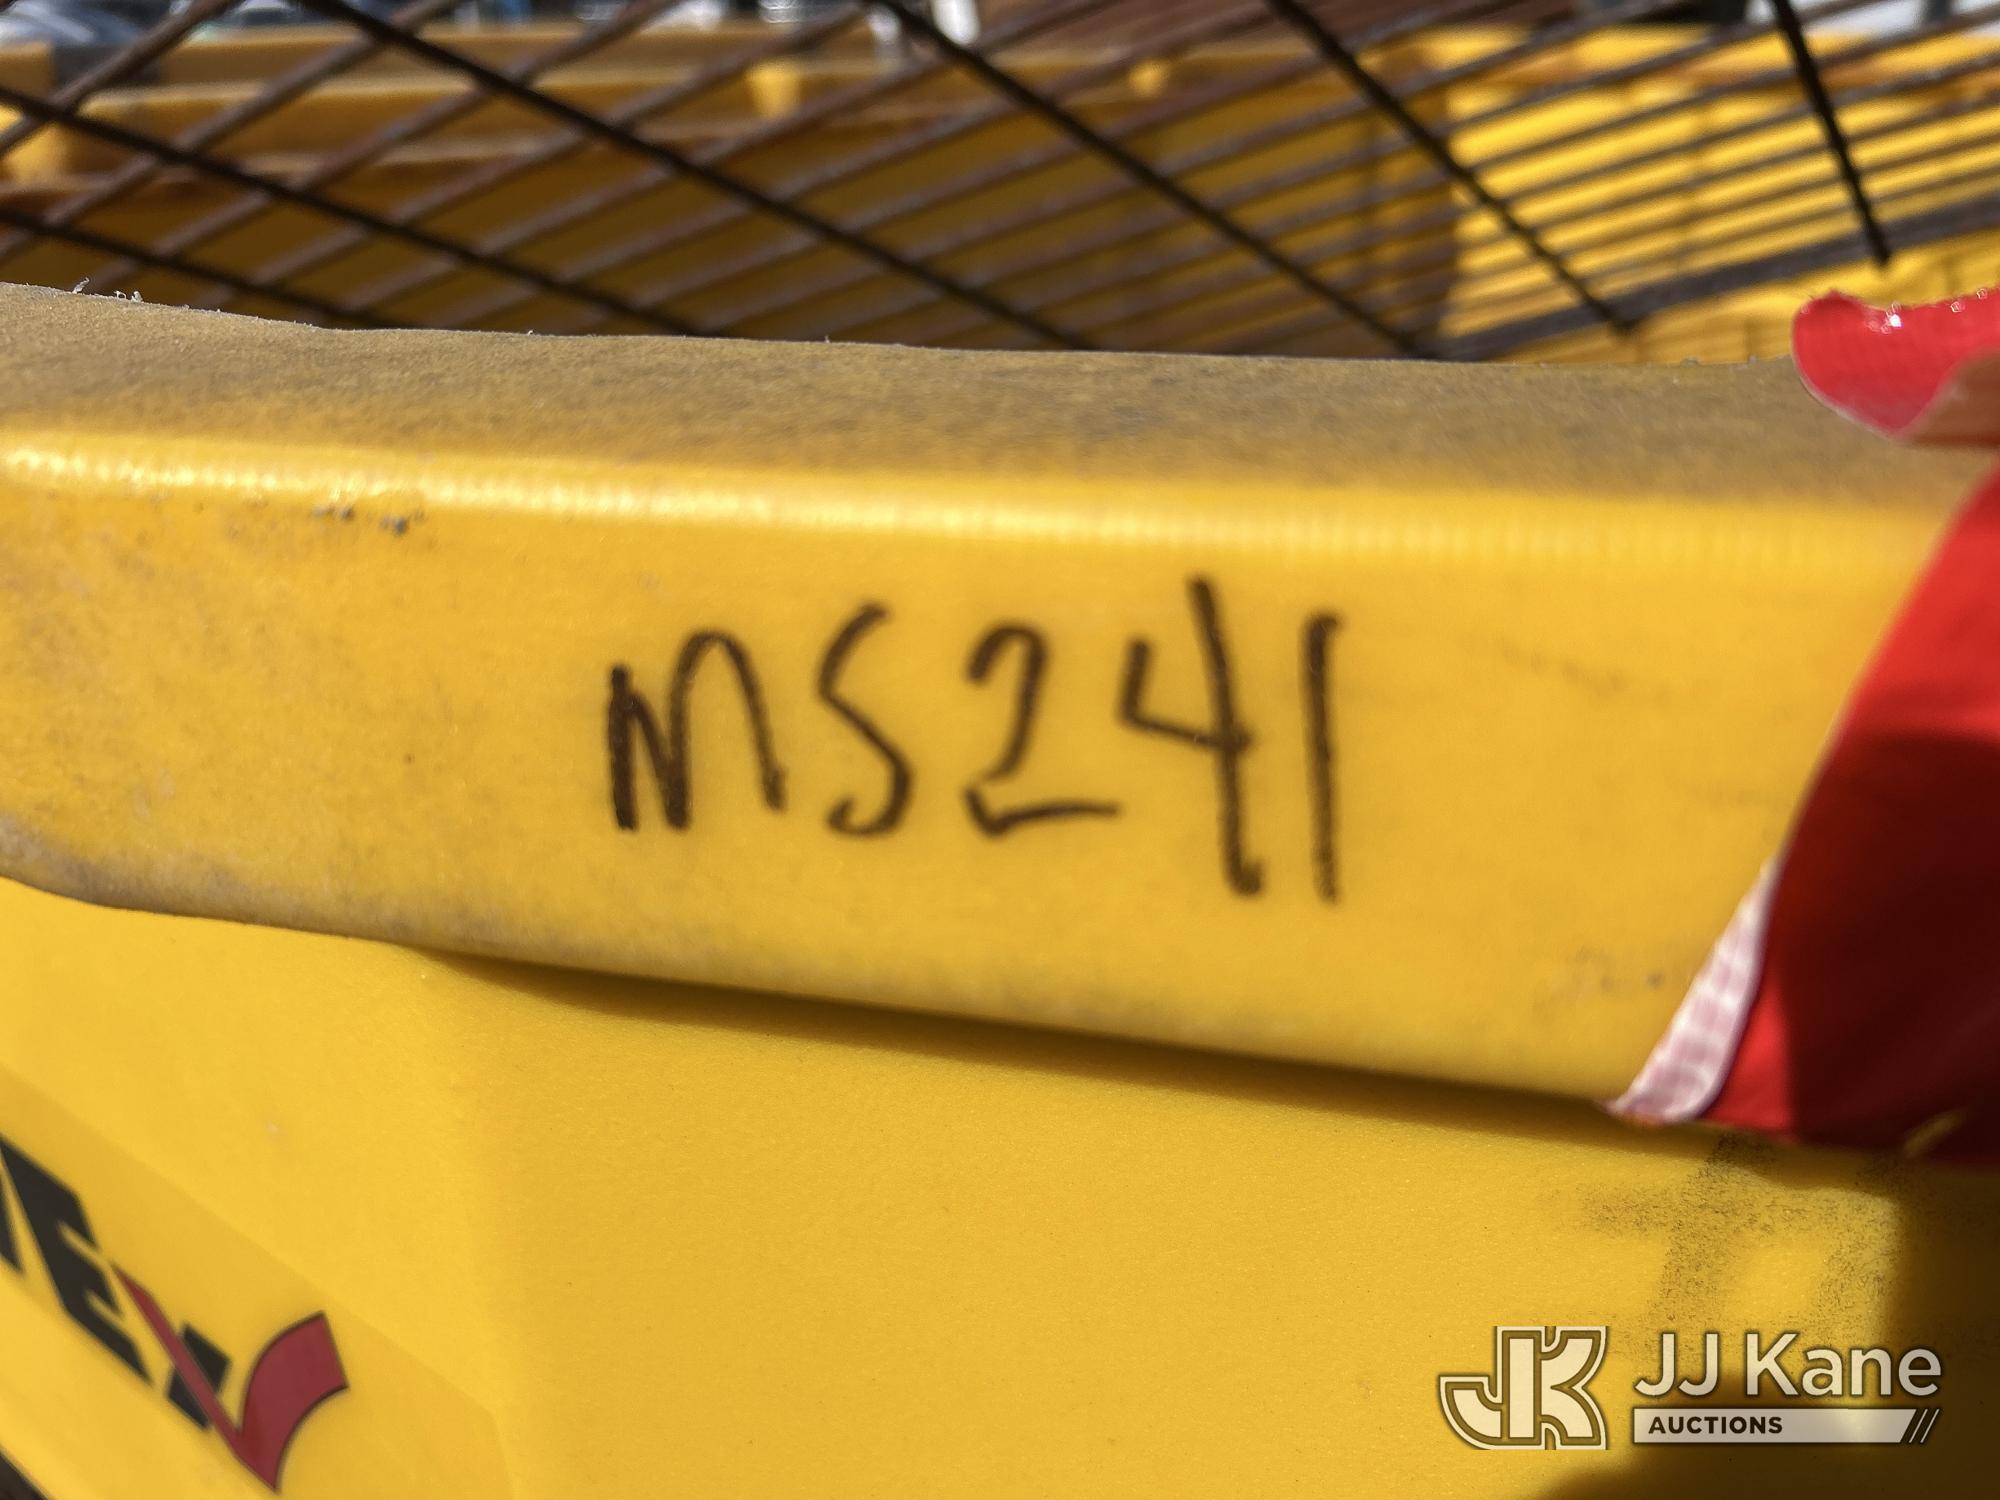 MS241
JJ Kane
AUCTIONS